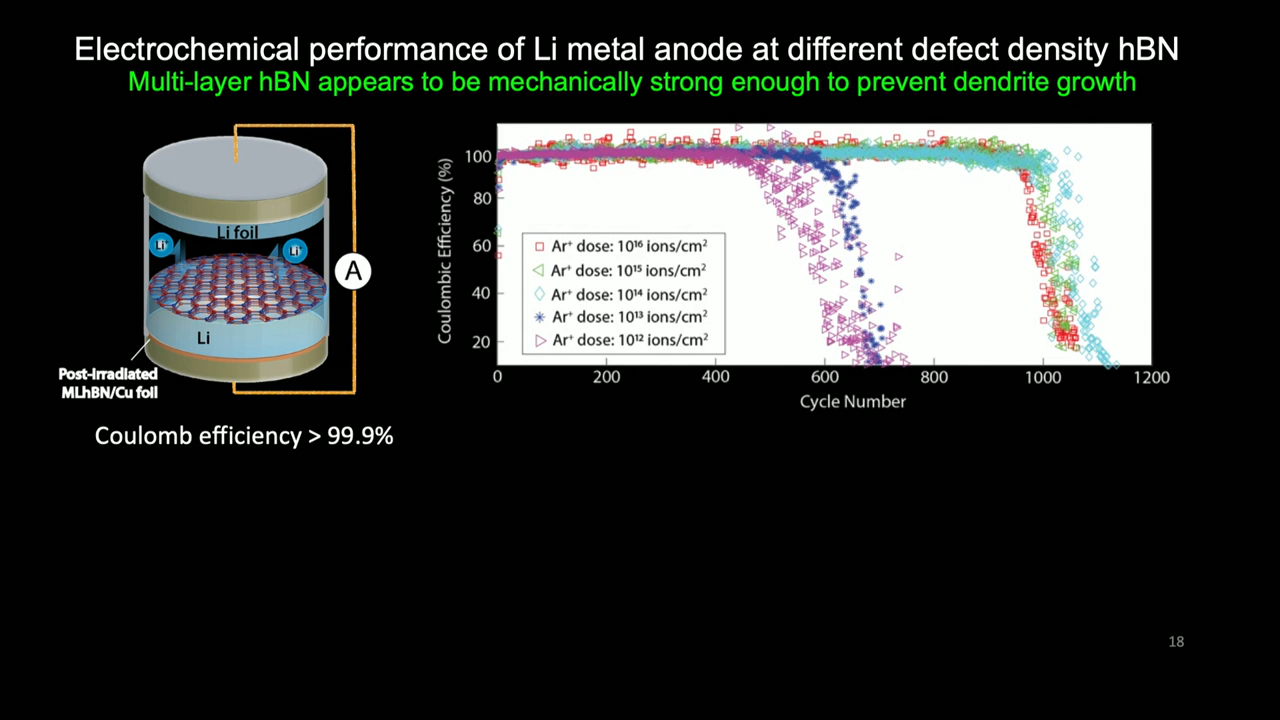 Electrochemical performance of Li metal anode at different defect density hBN
Multi-layer hBN appears to be mechanically strong enough to prevent dendrite growth
Li foil
Li⁺
Li⁺
A
Li
Post-irradiated
MLhBN/Cu foil
Coulomb efficiency > 99.9%
Coulombic Efficiency (%)
100
80
60
40
20
Ar⁺ dose: 10¹⁶ ions/cm²
Ar⁺ dose: 10¹⁵ ions/cm²
Ar⁺ dose: 10¹⁴ ions/cm²
Ar⁺ dose: 10¹³ ions/cm²
Ar⁺ dose: 10¹² ions/cm²
0 200 400 600 800 1000 1200
Cycle Number
18